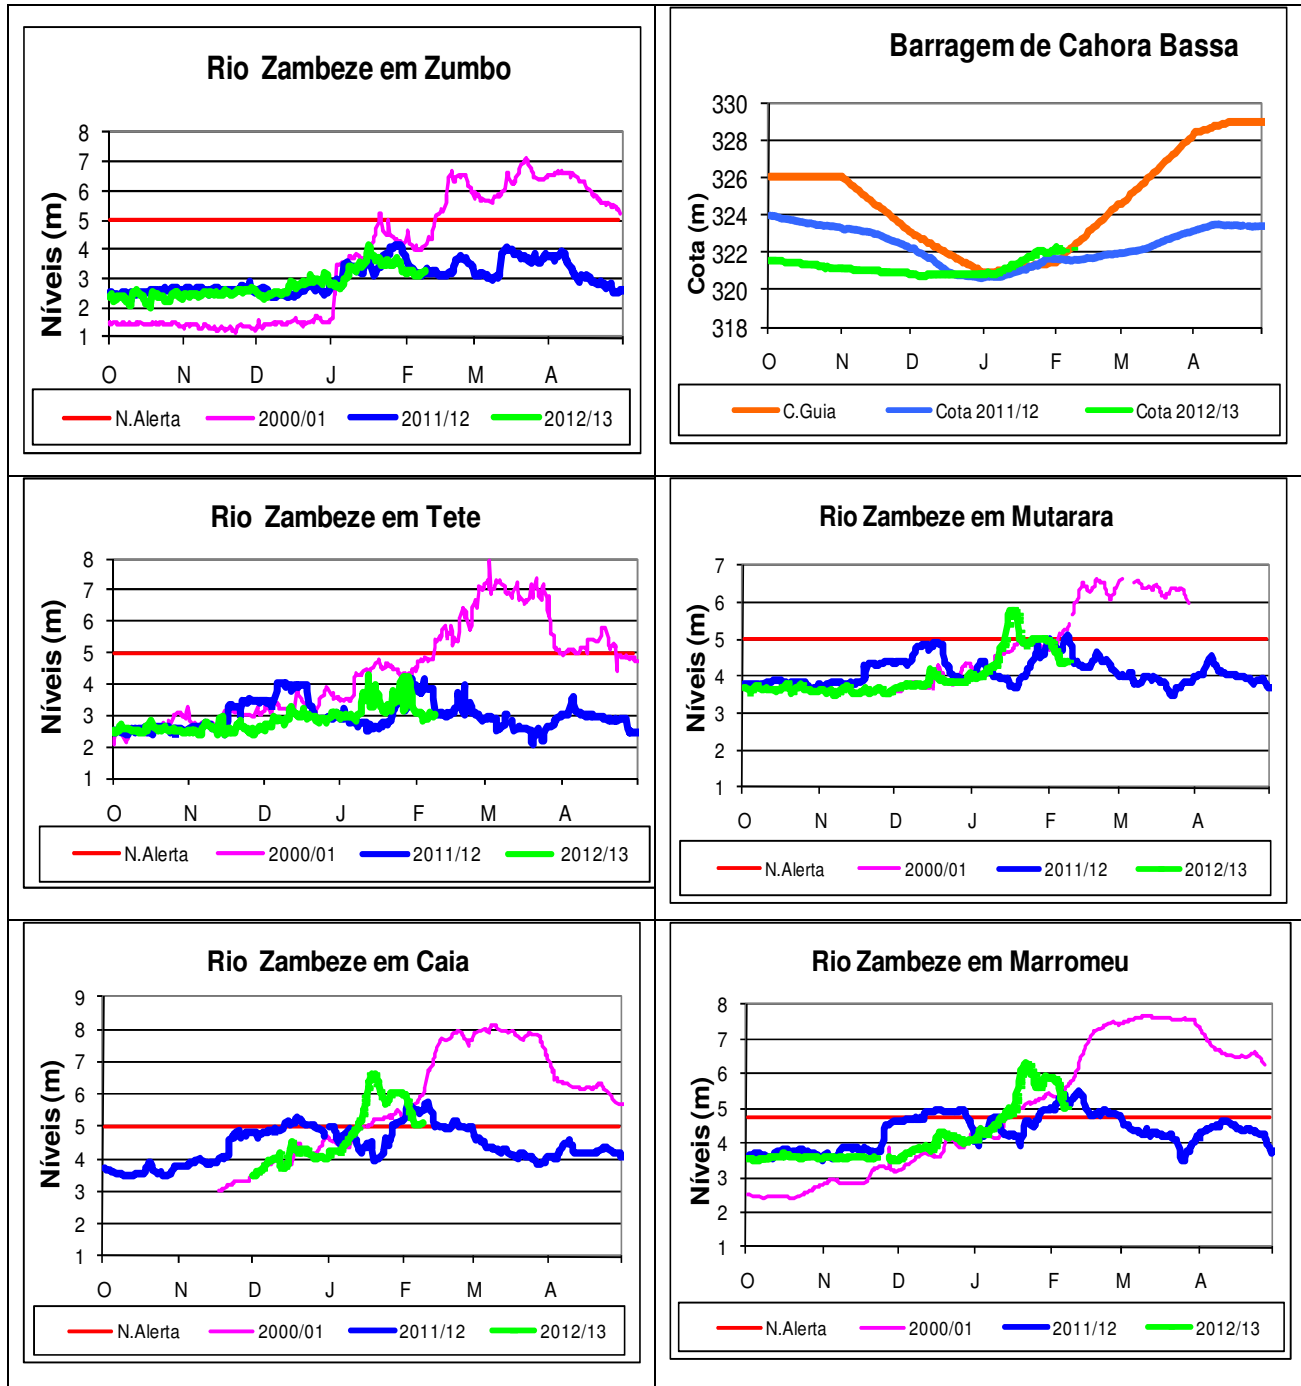 Rio Zambeze em Zumbo
Níveis (m)
8
7
6
5
4
3
2
1
O N D J F M A
N.Alerta 2000/01 2011/12 2012/13
Barragem de Cahora Bassa
Cota (m)
330
328
326
324
322
320
318
O N D J F M A
C.Guia Cota 2011/12 Cota 2012/13
Rio Zambeze em Tete
Níveis (m)
8
7
6
5
4
3
2
1
O N D J F M A
N.Alerta 2000/01 2011/12 2012/13
Rio Zambeze em Mutarara
Níveis (m)
7
6
5
4
3
2
1
O N D J F M A
N.Alerta 2000/01 2011/12 2012/13
Rio Zambeze em Caia
Níveis (m)
9
8
7
6
5
4
3
2
1
O N D J F M A
N.Alerta 2000/01 2011/12 2012/13
Rio Zambeze em Marromeu
Níveis (m)
8
7
6
5
4
3
2
1
O N D J F M A
N.Alerta 2000/01 2011/12 2012/13